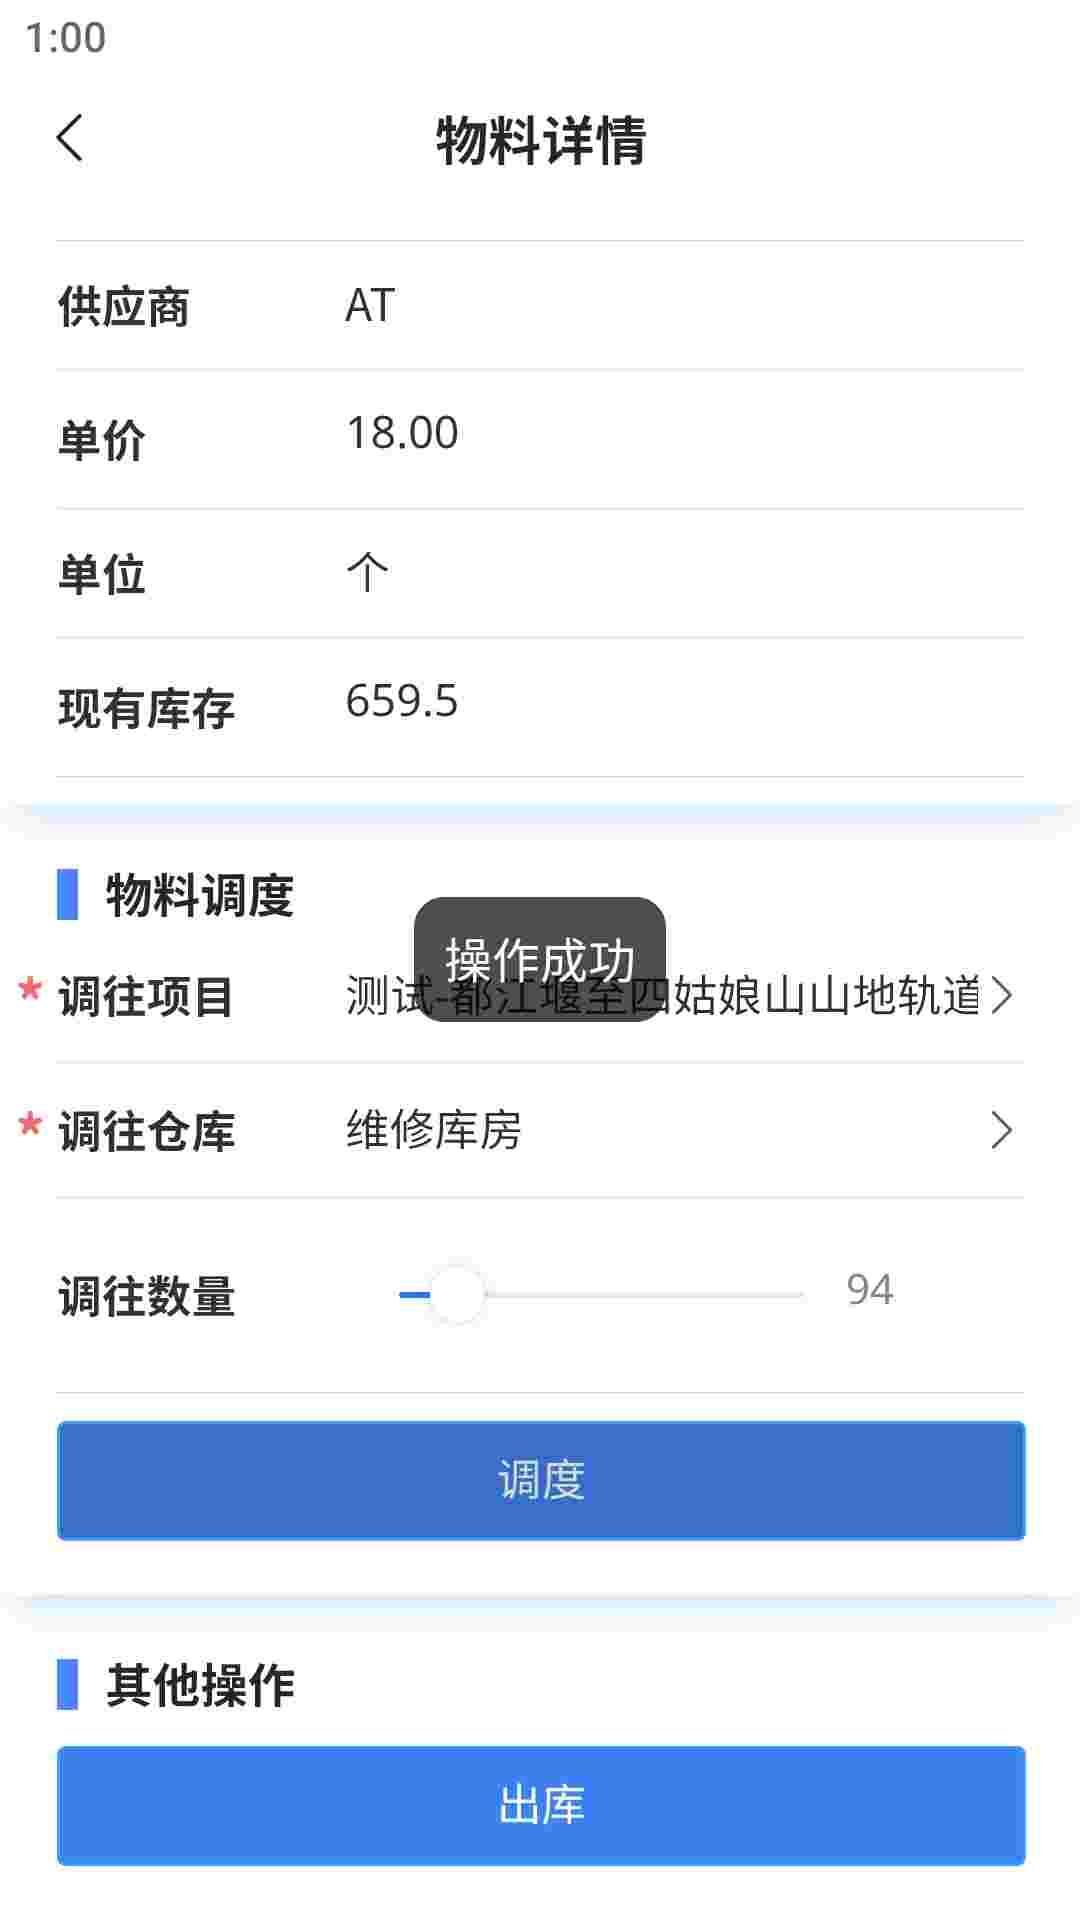 1:00
物料详情
供应商 AT
单价 18.00
单位 个
现有库存 659.5
物料调度
操作成功
* 调往项目 测试-都江堰至四姑娘山山地轨道
* 调往仓库 维修库房
调往数量 94
调度
其他操作
出库